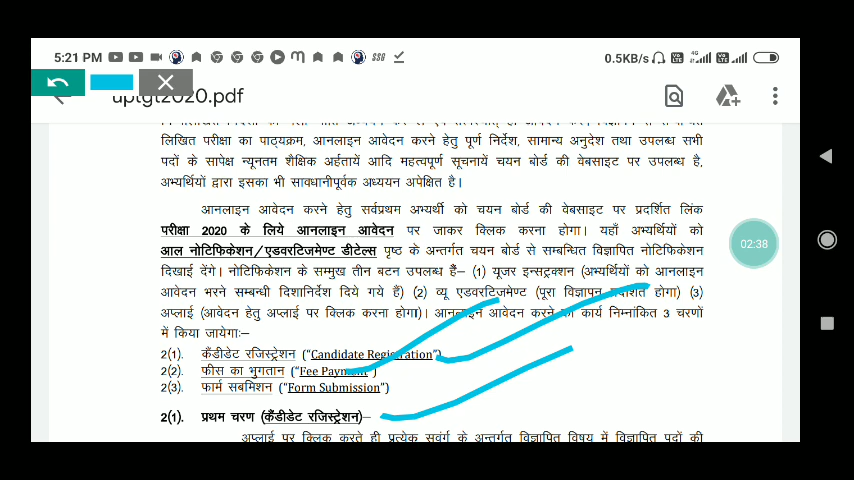 5:21 PM
0.5KB/s
uptgt2020.pdf
लिखित परीक्षा का पाठ्यक्रम, आनलाइन आवेदन करने हेतु पूर्ण निर्देश, सामान्य अनुदेश तथा उपलब्ध सभी
पदों के सापेक्ष न्यूनतम शैक्षिक अर्हतायें आदि महत्वपूर्ण सूचनायें चयन बोर्ड की वेबसाइट पर उपलब्ध है,
अभ्यर्थियों द्वारा इसका भी सावधानीपूर्वक अध्ययन अपेक्षित है।
आनलाइन आवेदन करने हेतु सर्वप्रथम अभ्यर्थी को चयन बोर्ड की वेबसाइट पर प्रदर्शित लिंक
परीक्षा 2020 के लिये आनलाइन आवेदन पर जाकर क्लिक करना होगा। यहाँ अभ्यर्थियों को
आल नोटिफिकेशन/एडवरटिजमेण्ट डीटेल्स पृष्ठ के अन्तर्गत चयन बोर्ड से सम्बन्धित विज्ञापित नोटिफिकेशन
दिखाई देंगे। नोटिफिकेशन के सम्मुख तीन बटन उपलब्ध हैं– (1) यूजर इन्सट्रक्शन (अभ्यर्थियों को आनलाइन
आवेदन भरने सम्बन्धी दिशानिर्देश दिये गये हैं) (2) व्यू एडवरटिजमेण्ट (पूरा विज्ञापन प्रदर्शित होगा) (3)
अप्लाई (आवेदन हेतु अप्लाई पर क्लिक करना होगा)। आनलाइन आवेदन करने का कार्य निम्नांकित 3 चरणों
में किया जायेगाः–
2(1). कैंडीडेट रजिस्ट्रेशन ("Candidate Registration")
2(2). फीस का भुगतान ("Fee Payment")
2(3). फार्म सबमिशन ("Form Submission")
2(1). प्रथम चरण (कैंडीडेट रजिस्ट्रेशन)–
अप्लाई पर क्लिक करते ही प्रत्येक सवंर्ग के अन्तर्गत विज्ञापित विषय में विज्ञापित पदों की
02:38